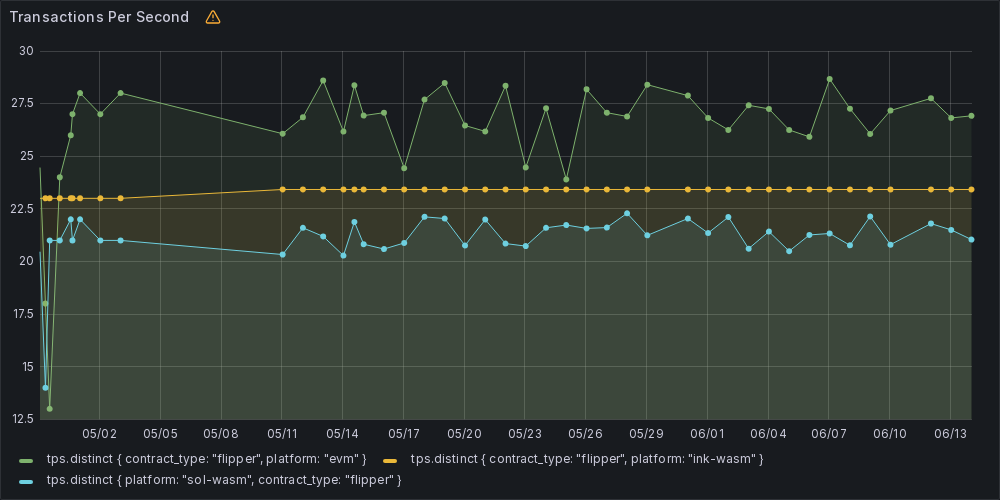 Transactions Per Second
30
27.5
25
22.5
20
17.5
15
12.5
05/02 05/05 05/08 05/11 05/14 05/17 05/20 05/23 05/26 05/29 06/01 06/04 06/07 06/10 06/13
tps.distinct { contract_type: "flipper", platform: "evm" } tps.distinct { contract_type: "flipper", platform: "ink-wasm" }
tps.distinct { platform: "sol-wasm", contract_type: "flipper" }